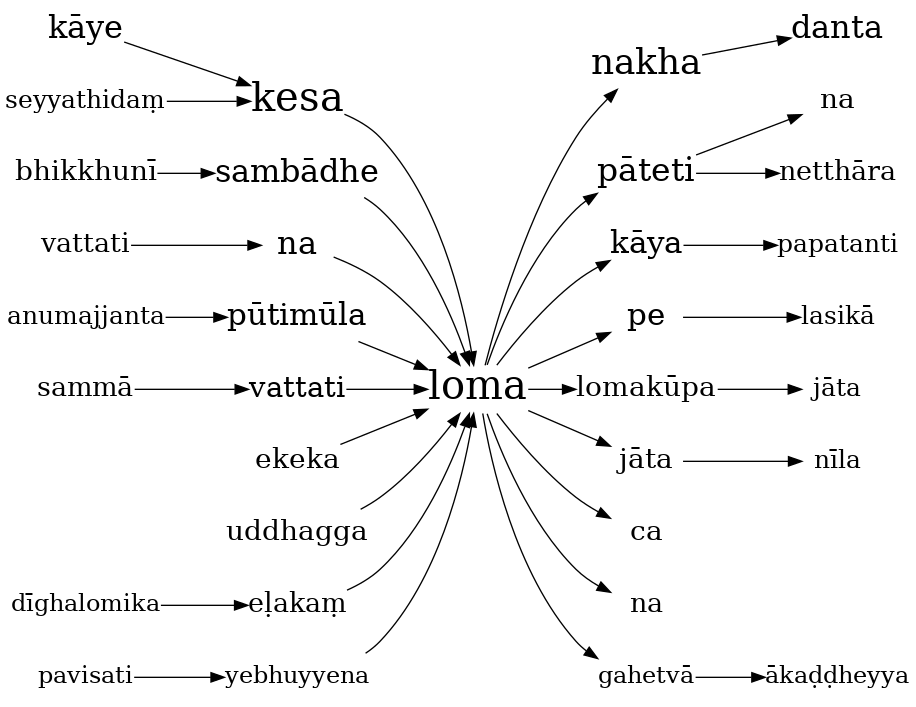 kāye
danta
nakha
seyyathidaṃ
kesa
na
bhikkhunī
sambādhe
pāteti
netthāra
vattati
na
kāya
papatanti
anumajjanta
pūtimūla
pe
lasikā
sammā
vattati
loma
lomakūpa
jāta
ekeka
jāta
nīla
uddhagga
ca
dīghalomika
eḷakaṃ
na
pavisati
yebhuyyena
gahetvā
ākaḍḍheyya